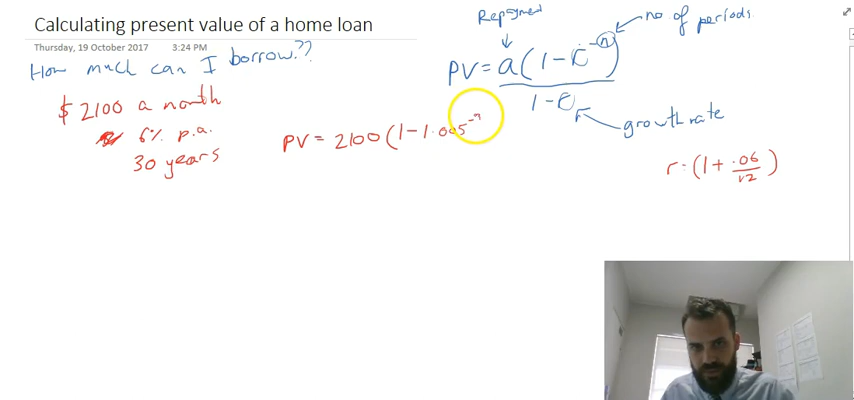 Calculating present value of a home loan
Thursday, 19 October 2017 3:24 PM
How much can I borrow??
$2100 a month
6% p.a.
30 years
Repayment
no of periods
PV = a(1 - r^-n)
1 - r
growth rate
PV = 2100 (1 - 1.005^-n
r = (1 + .06/12)